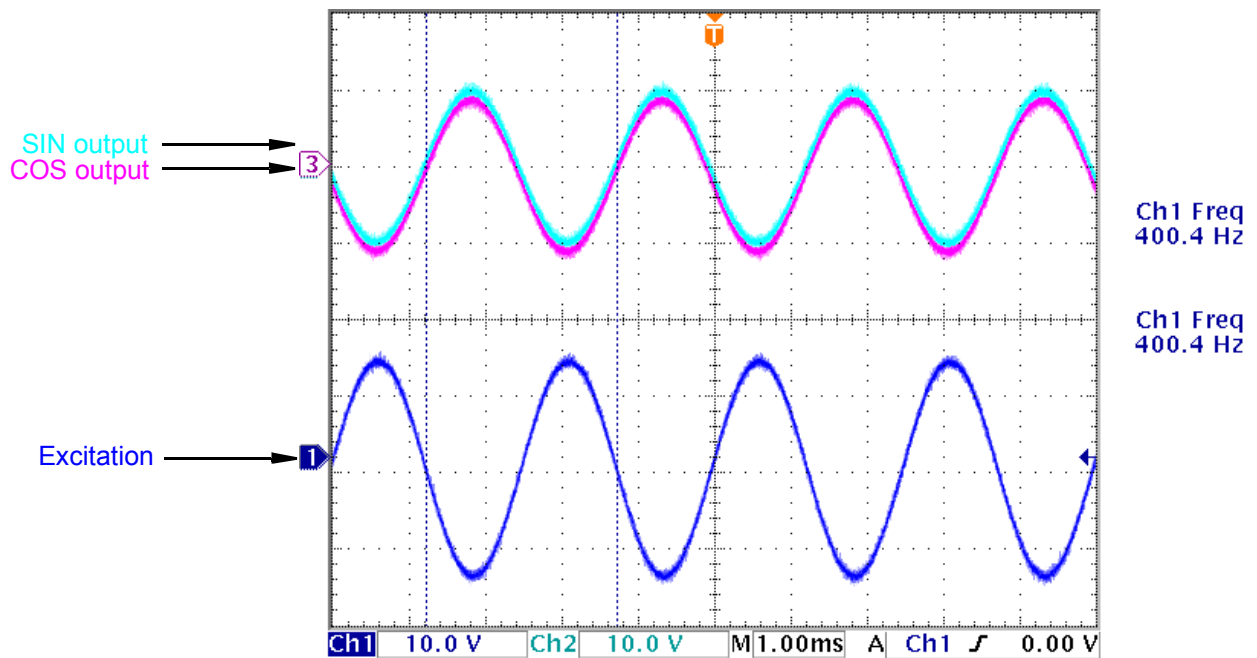 T
SIN output
COS output
3
Ch1 Freq
400.4 Hz
Ch1 Freq
400.4 Hz
Excitation
1
Ch1 10.0 V Ch2 10.0 V M 1.00ms A Ch1 0.00 V